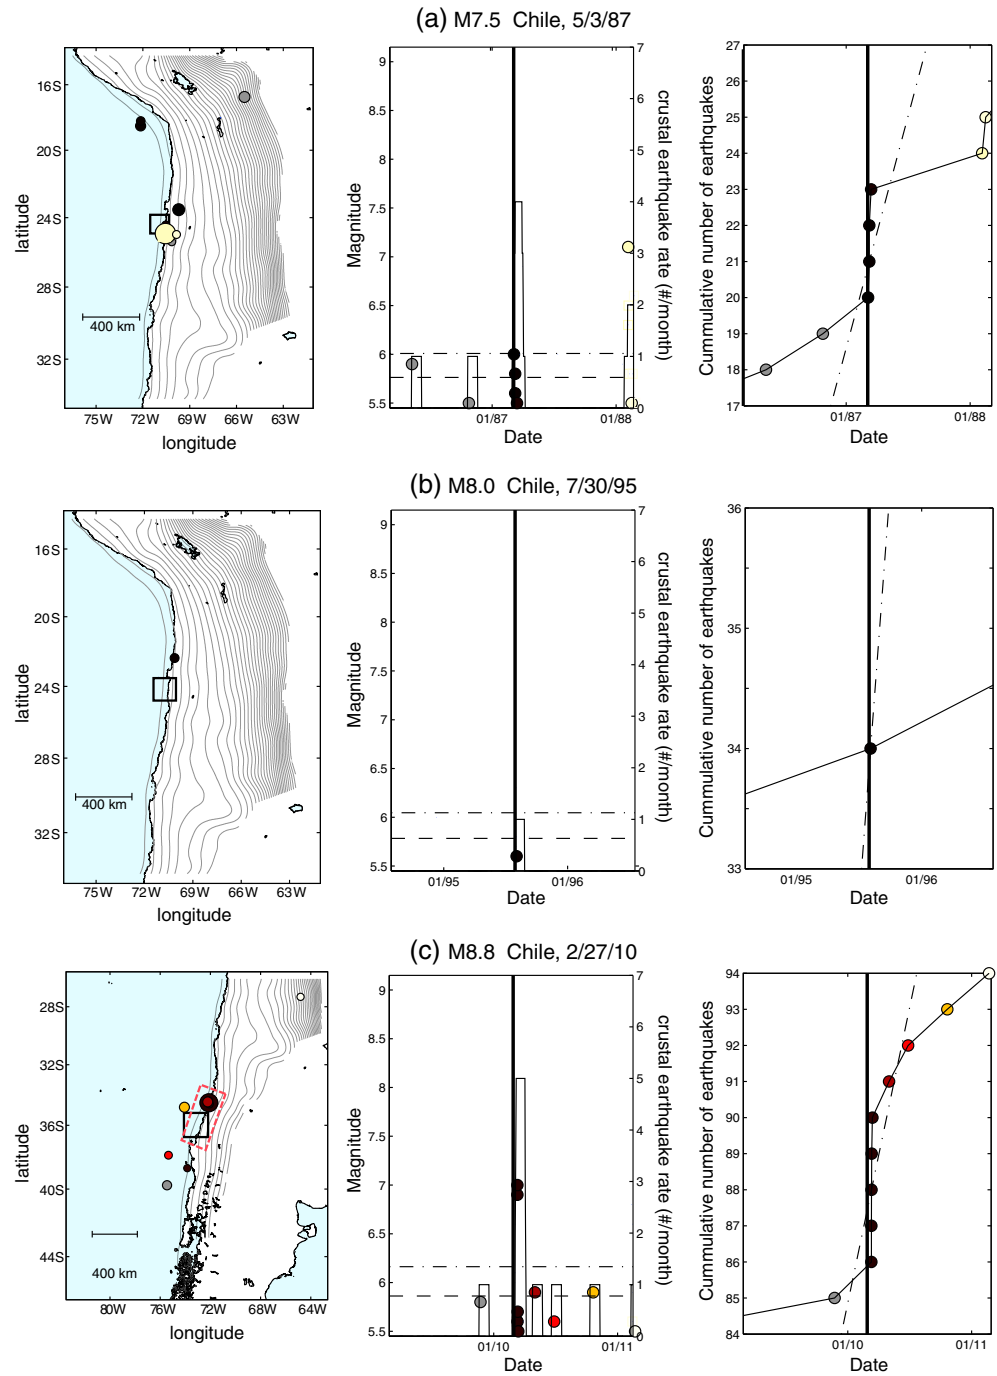 (a) M7.5 Chile, 5/3/87
16S
20S
24S
28S
32S
latitude
400 km
75W 72W 69W 66W 63W
longitude
9
8.5
8
7.5
7
6.5
6
5.5
Magnitude
7
6
5
4
3
2
1
0
crustal earthquake rate (#/month)
01/87 01/88
Date
27
26
25
24
23
22
21
20
19
18
17
Cummulative number of earthquakes
01/87 01/88
Date
(b) M8.0 Chile, 7/30/95
16S
20S
24S
28S
32S
latitude
400 km
75W 72W 69W 66W 63W
longitude
9
8.5
8
7.5
7
6.5
6
5.5
Magnitude
7
6
5
4
3
2
1
0
crustal earthquake rate (#/month)
01/95 01/96
Date
36
35
34
33
Cummulative number of earthquakes
01/95 01/96
Date
(c) M8.8 Chile, 2/27/10
28S
32S
36S
40S
44S
latitude
400 km
80W 76W 72W 68W 64W
longitude
9
8.5
8
7.5
7
6.5
6
5.5
Magnitude
7
6
5
4
3
2
1
0
crustal earthquake rate (#/month)
01/10 01/11
Date
94
93
92
91
90
89
88
87
86
85
84
Cummulative number of earthquakes
01/10 01/11
Date